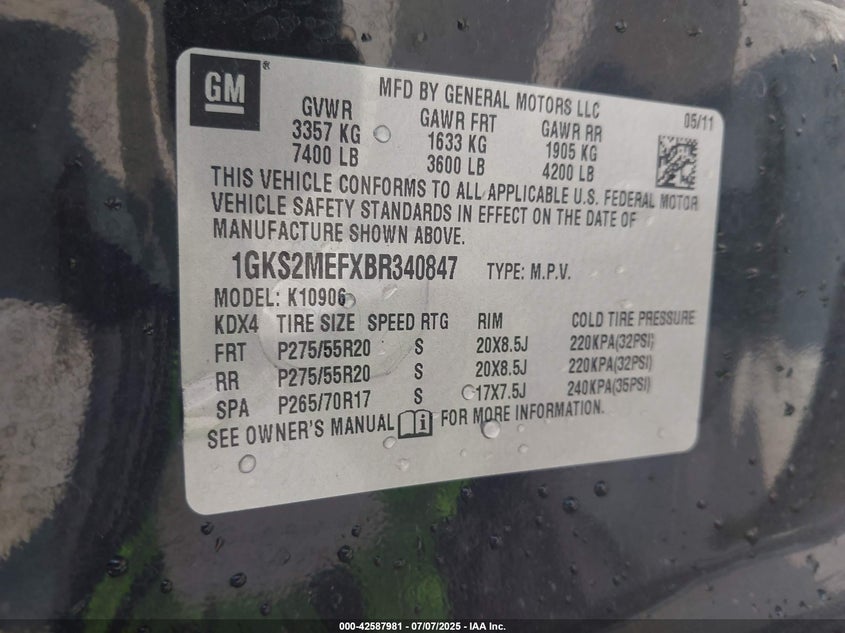 GM
MFD BY GENERAL MOTORS LLC 05/11
GVWR GAWR FRT GAWR RR
3357 KG 1633 KG 1905 KG
7400 LB 3600 LB 4200 LB
THIS VEHICLE CONFORMS TO ALL APPLICABLE U.S. FEDERAL MOTOR
VEHICLE SAFETY STANDARDS IN EFFECT ON THE DATE OF
MANUFACTURE SHOWN ABOVE.
1GKS2MEFXBR340847 TYPE: M.P.V.
MODEL: K10906
KDX4 TIRE SIZE SPEED RTG RIM COLD TIRE PRESSURE
FRT P275/55R20 S 20X8.5J 220KPA(32PSI)
RR P275/55R20 S 20X8.5J 220KPA(32PSI)
SPA P265/70R17 S 17X7.5J 240KPA(35PSI)
SEE OWNER'S MANUAL FOR MORE INFORMATION.
000-42587981 | 07/07/2025 - IAA Inc.